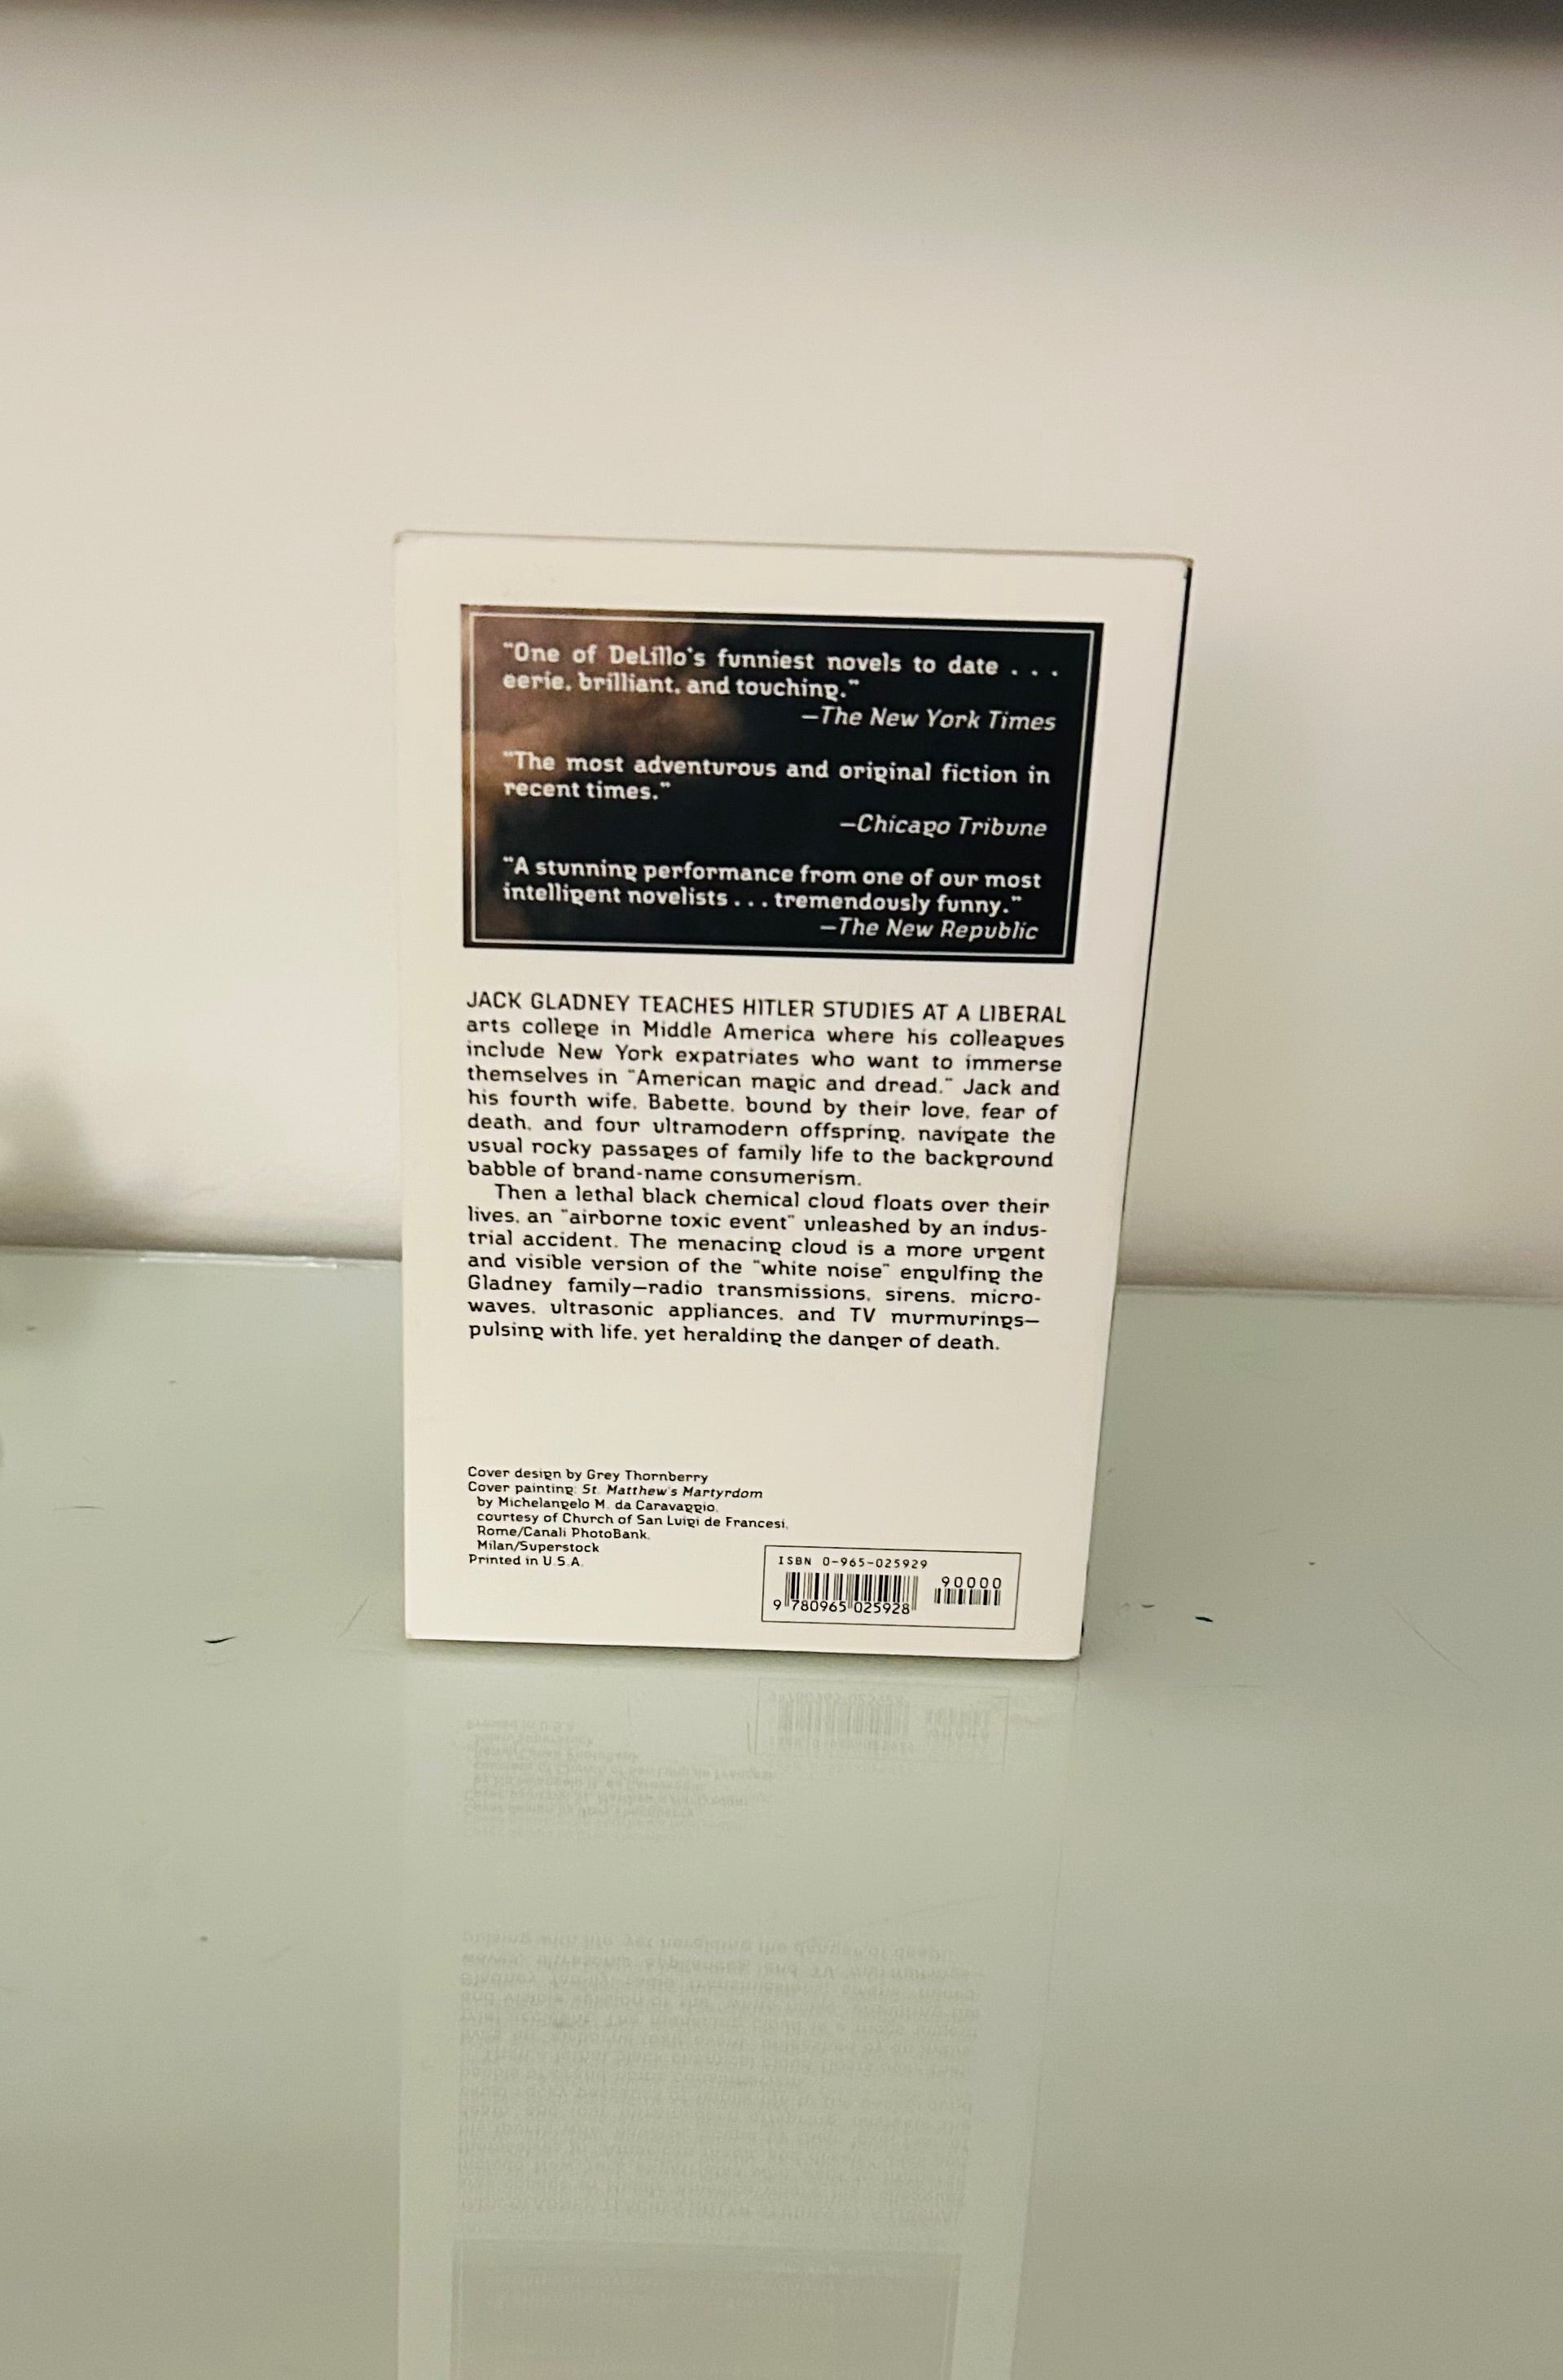 "One of DeLillo's funniest novels to date . . .
eerie, brilliant, and touching."
—The New York Times
"The most adventurous and original fiction in
recent times."
—Chicago Tribune
"A stunning performance from one of our most
intelligent novelists . . . tremendously funny."
—The New Republic
JACK GLADNEY TEACHES HITLER STUDIES AT A LIBERAL
arts college in Middle America where his colleagues
include New York expatriates who want to immerse
themselves in "American magic and dread." Jack and
his fourth wife, Babette, bound by their love, fear of
death, and four ultramodern offspring, navigate the
usual rocky passages of family life to the background
babble of brand-name consumerism.
Then a lethal black chemical cloud floats over their
lives, an "airborne toxic event" unleashed by an indus-
trial accident. The menacing cloud is a more urgent
and visible version of the "white noise" engulfing the
Gladney family—radio transmissions, sirens, micro-
waves, ultrasonic appliances, and TV murmurings—
pulsing with life, yet heralding the danger of death.
Cover design by Grey Thornberry
Cover painting: St. Matthew's Martyrdom
by Michelangelo M. da Caravaggio,
courtesy of Church of San Luigi de Francesi,
Rome/Canali PhotoBank,
Milan/Superstock
Printed in U.S.A.
ISBN 0-965-025929
90000
9 780965 025928